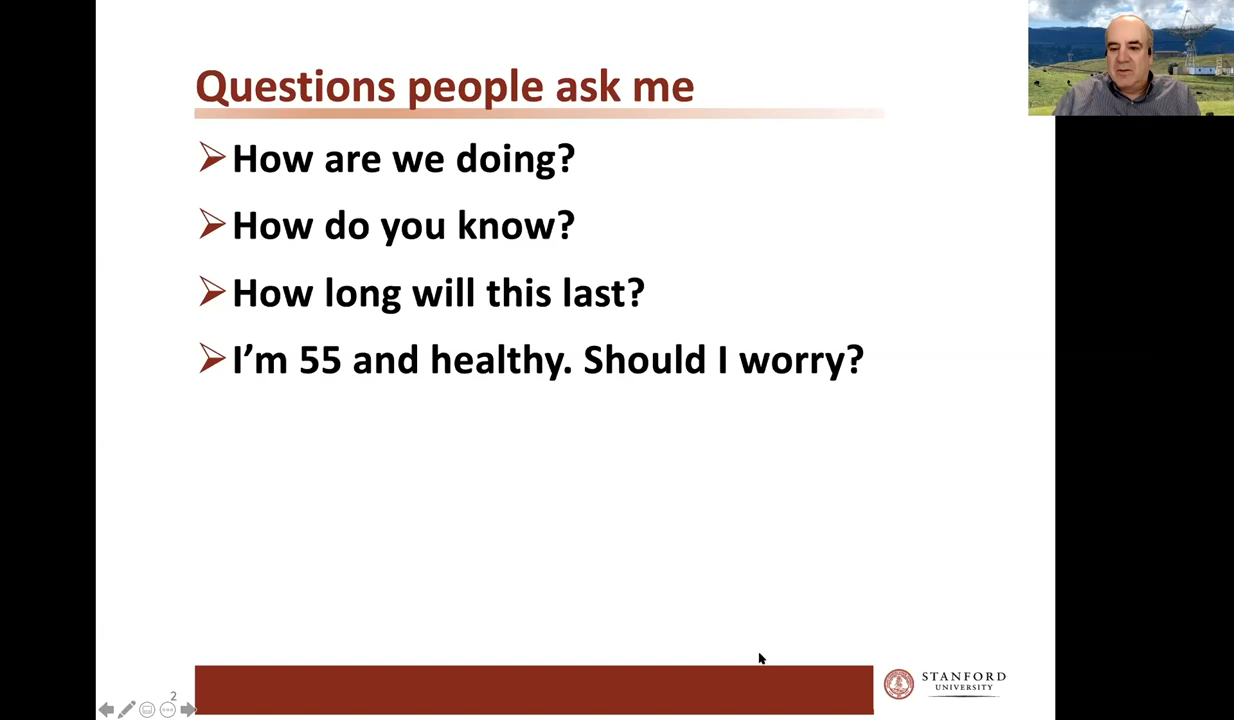 Questions people ask me
How are we doing?
How do you know?
How long will this last?
I'm 55 and healthy. Should I worry?
2
STANFORD
UNIVERSITY